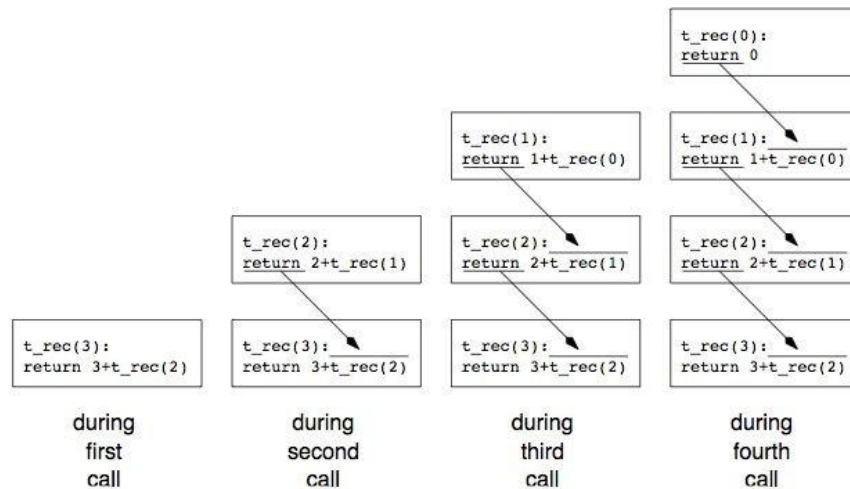 t_rec(0):
return 0
t_rec(1):
return 1+t_rec(0)
t_rec(1):
return 1+t_rec(0)
t_rec(2):
return 2+t_rec(1)
t_rec(2):
return 2+t_rec(1)
t_rec(2):
return 2+t_rec(1)
t_rec(3):
return 3+t_rec(2)
t_rec(3):
return 3+t_rec(2)
t_rec(3):
return 3+t_rec(2)
t_rec(3):
return 3+t_rec(2)
during
first
call
during
second
call
during
third
call
during
fourth
call